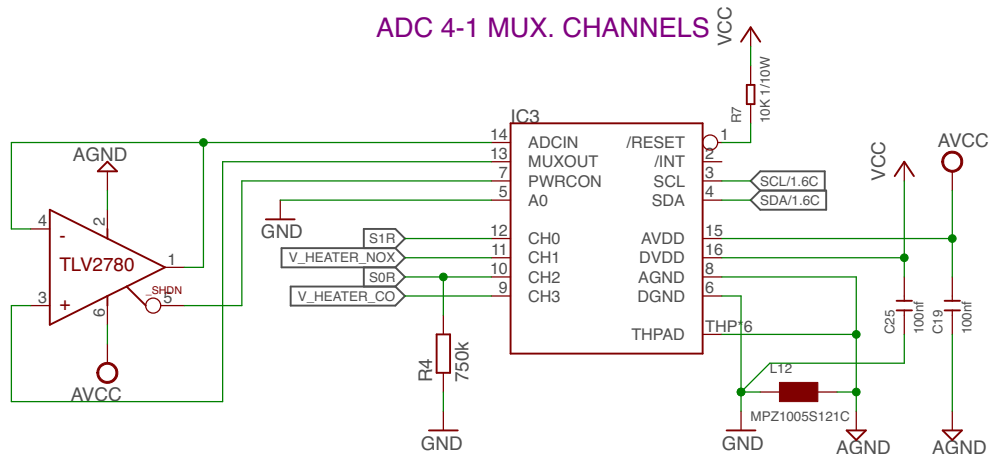 ADC 4-1 MUX. CHANNELS
VCC
R7
10K 1/10W
IC3
14 ADCIN /RESET 1
13 MUXOUT /INT 2
7 PWRCON SCL 3 SCL/1.6C
5 A0 SDA 4 SDA/1.6C
GND
S1R 12 CH0 AVDD 15
V_HEATER_NOX 11 CH1 DVDD 16
S0R 10 CH2 AGND 8
V_HEATER_CO 9 CH3 DGND 6
THPAD THP*6
AGND
2
4 -
TLV2780 1
3 +
_SHDN 5
6
AVCC
R4
750k
GND
VCC
AVCC
C25
100nf
C19
100nf
L12
MPZ1005S121C
GND
AGND
AGND